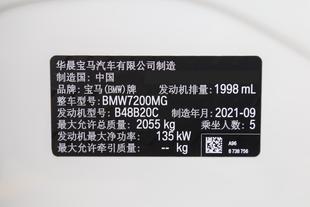 华晨宝马汽车有限公司制造
制造国：中国
品牌：宝马(BMW)牌 发动机排量：1998 mL
整车型号：BMW7200MG
发动机型号：B48B20C 制造年月：2021-09
最大允许总质量：2055 kg 乘坐人数：5
发动机最大净功率：135 kW
最大允许牵引质量：-- kg
A96
8 738 756